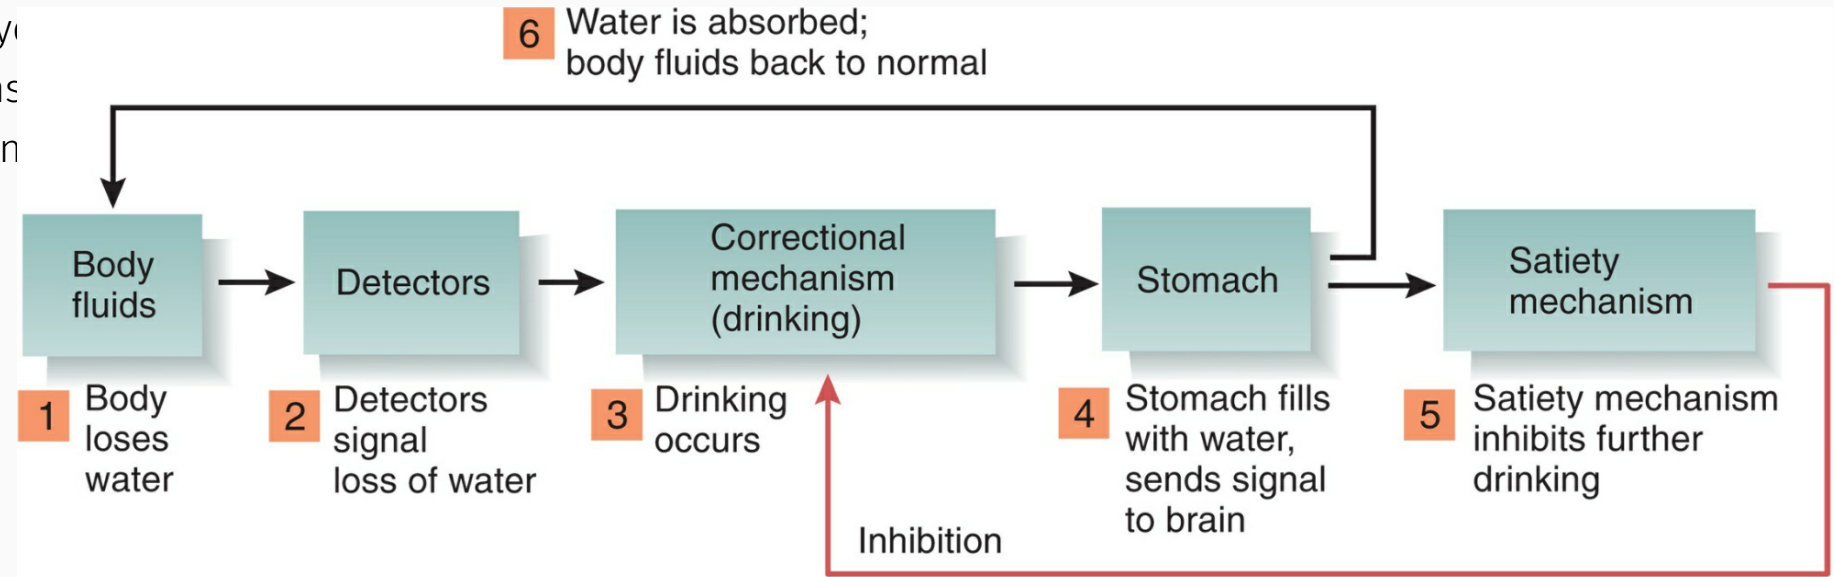 6
Water is absorbed;
body fluids back to normal
Body
fluids
Detectors
Correctional
mechanism
(drinking)
Stomach
Satiety
mechanism
1
Body
loses
water
2
Detectors
signal
loss of water
3
Drinking
occurs
4
Stomach fills
with water,
sends signal
to brain
5
Satiety mechanism
inhibits further
drinking
Inhibition